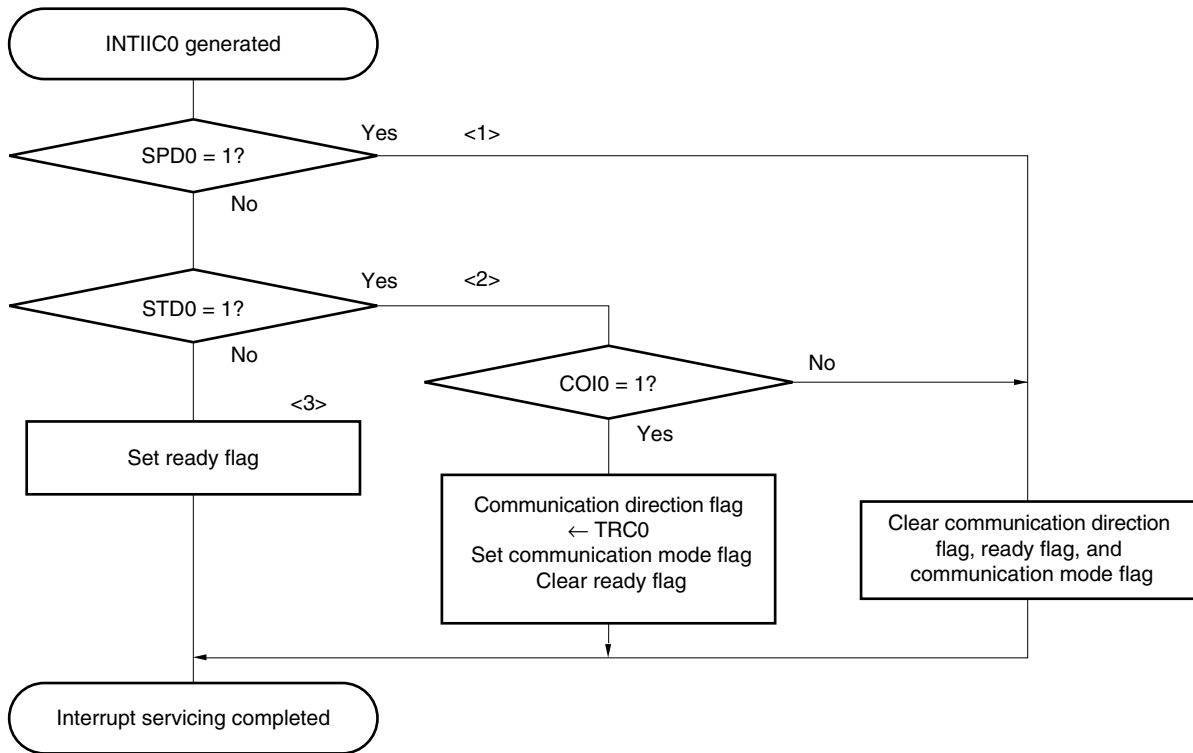 INTIIC0 generated
Yes
<1>
SPD0 = 1?
No
Yes
<2>
STD0 = 1?
No
COI0 = 1?
No
Yes
<3>
Set ready flag
Communication direction flag
← TRC0
Set communication mode flag
Clear ready flag
Clear communication direction
flag, ready flag, and
communication mode flag
Interrupt servicing completed